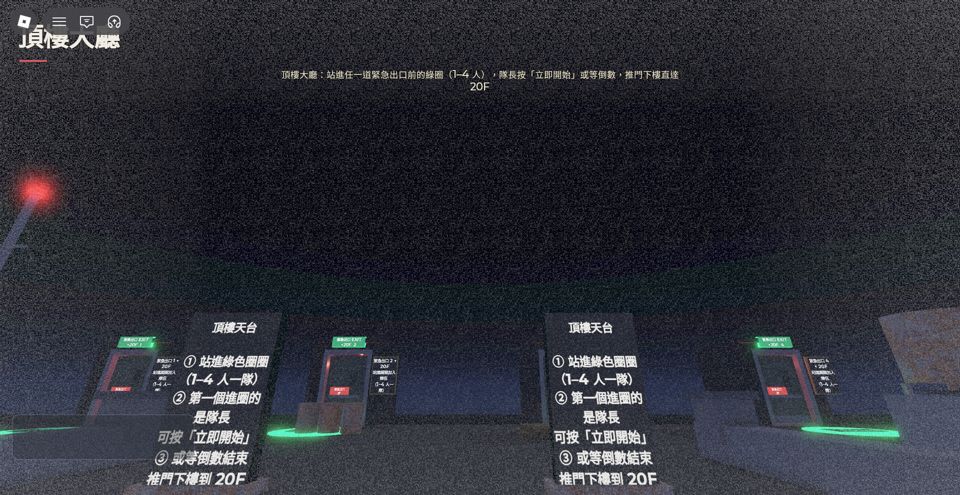 頂樓大廳
頂樓大廳：站進任一道緊急出口前的綠圈（1–4 人），隊長按「立即開始」或等倒數，推門下樓直達
20F
頂樓天台
① 站進綠色圈圈
（1–4 人一隊）
② 第一個進圈的
是隊長
可按「立即開始」
③ 或等倒數結束
推門下樓到 20F
頂樓天台
① 站進綠色圈圈
（1–4 人一隊）
② 第一個進圈的
是隊長
可按「立即開始」
③ 或等倒數結束
推門下樓到 20F